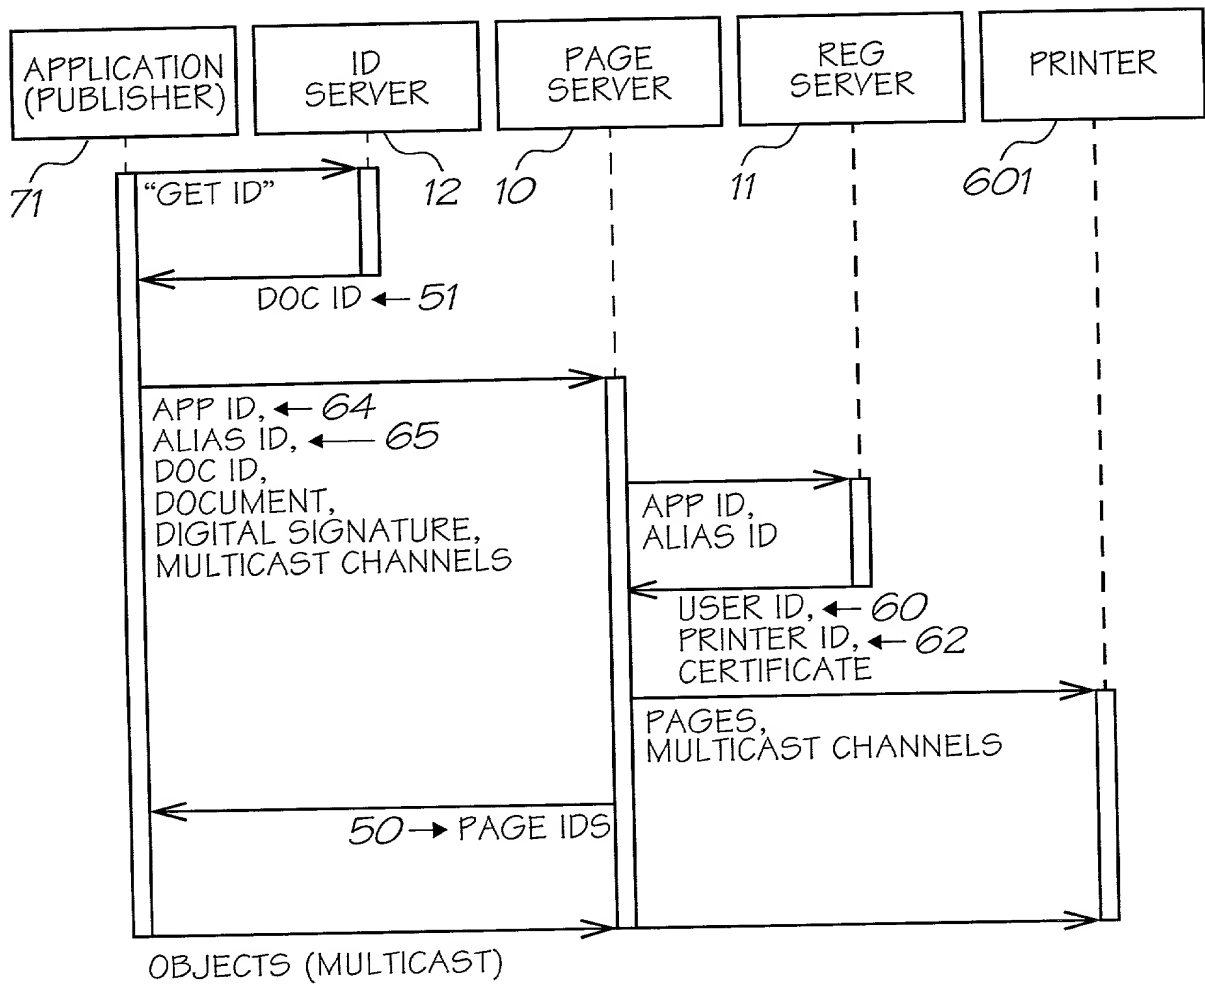 APPLICATION
(PUBLISHER)
ID
SERVER
PAGE
SERVER
REG
SERVER
PRINTER
71
12
10
11
601
"GET ID"
DOC ID 51
APP ID, 64
ALIAS ID, 65
DOC ID,
DOCUMENT,
DIGITAL SIGNATURE,
MULTICAST CHANNELS
APP ID,
ALIAS ID
USER ID, 60
PRINTER ID, 62
CERTIFICATE
PAGES,
MULTICAST CHANNELS
50 PAGE IDS
OBJECTS (MULTICAST)